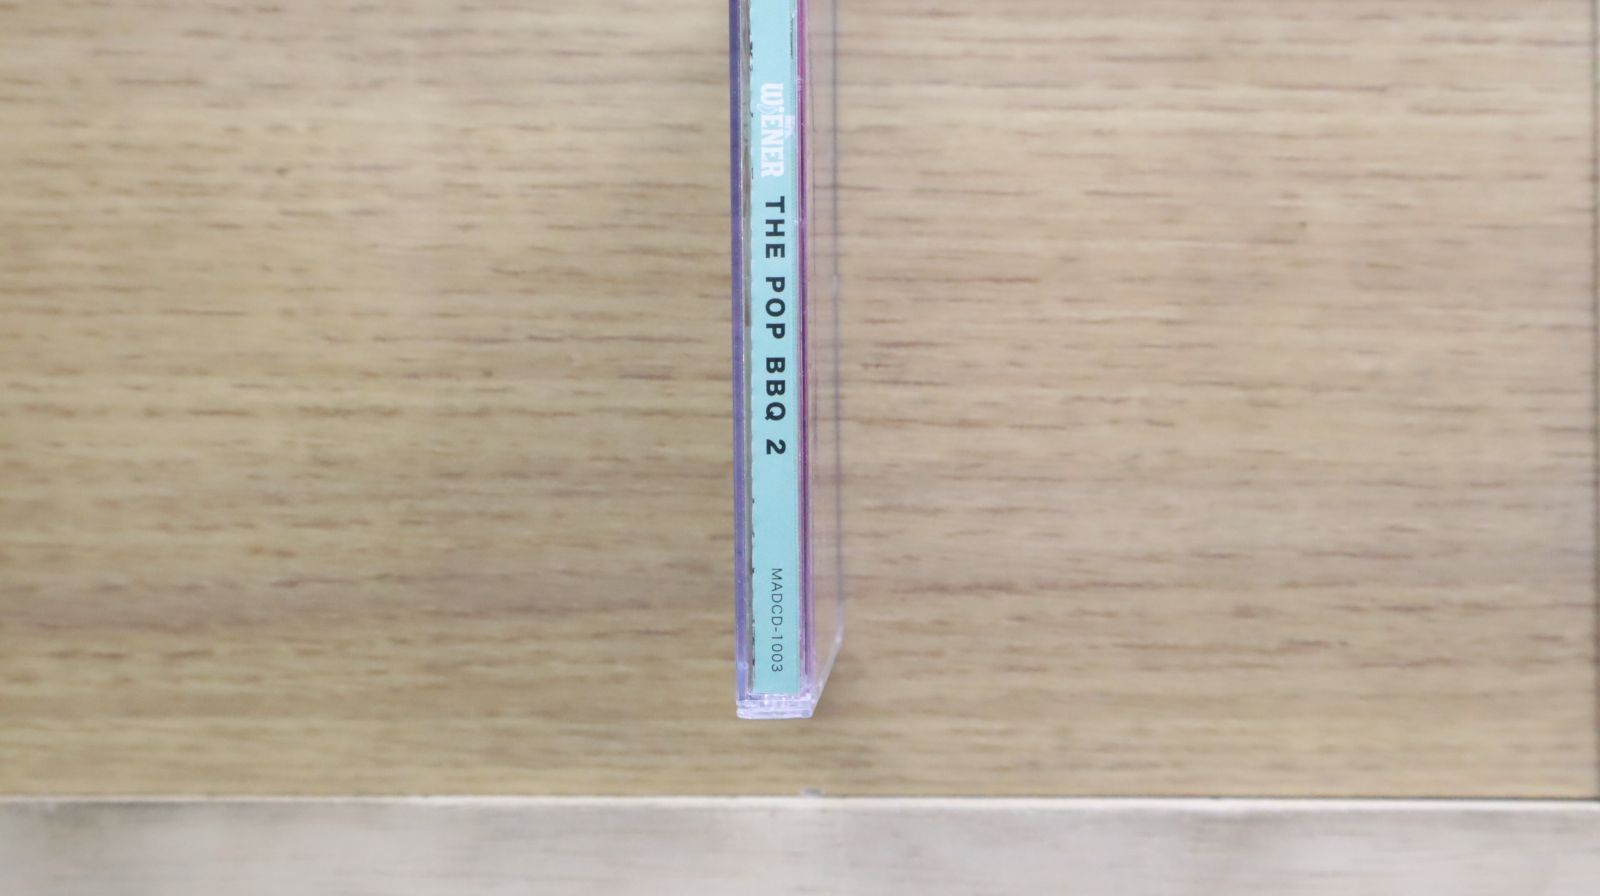 WiENER THE POP BBQ 2 MADCD-1003